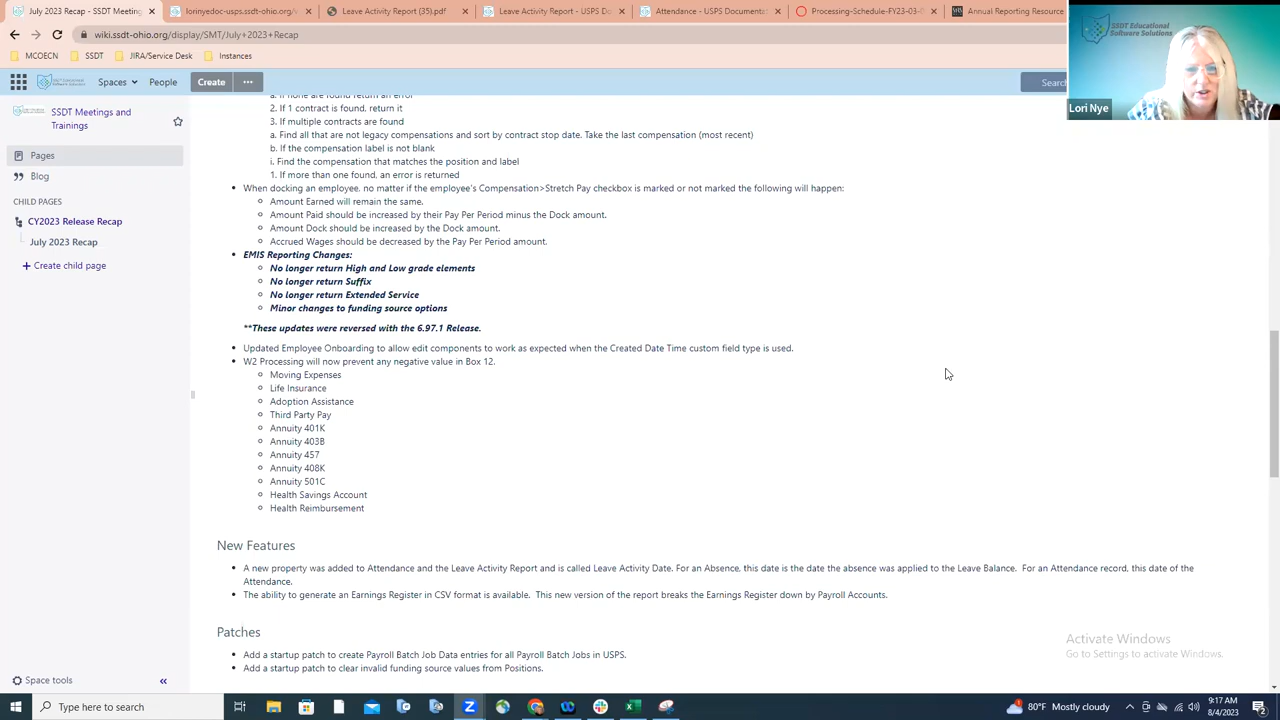 July 2023 Recap - SSDT Meeting
lorinyedoc-usps.ssdt.io/
Leave Activity Report (35).pdf
Leave Activity Report - USPS Do
Attendance - USPS Documents
Processing-Schedule-FY23-03-0
Annual Reporting Resource
wiki.ssdt-ohio.org/display/SMT/July+2023+Recap
MCOECN SSDT JIRA/Service Desk Instances
SSDT Educational Software Solutions
Spaces People Create Search
Lori Nye
SSDT Meetings and
Trainings
Pages
Blog
CHILD PAGES
CY2023 Release Recap
July 2023 Recap
+ Create child page
a. If none are found, an error
2. If 1 contract is found, return it
3. If multiple contracts are found
a. Find all that are not legacy compensations and sort by contract stop date. Take the last compensation (most recent)
b. If the compensation label is not blank
i. Find the compensation that matches the position and label
1. If more than one found, an error is returned
When docking an employee, no matter if the employee's Compensation>Stretch Pay checkbox is marked or not marked the following will happen:
Amount Earned will remain the same.
Amount Paid should be increased by their Pay Per Period minus the Dock amount.
Amount Dock should be increased by the Dock amount.
Accrued Wages should be decreased by the Pay Per Period amount.
EMIS Reporting Changes:
No longer return High and Low grade elements
No longer return Suffix
No longer return Extended Service
Minor changes to funding source options
**These updates were reversed with the 6.97.1 Release.
Updated Employee Onboarding to allow edit components to work as expected when the Created Date Time custom field type is used.
W2 Processing will now prevent any negative value in Box 12.
Moving Expenses
Life Insurance
Adoption Assistance
Third Party Pay
Annuity 401K
Annuity 403B
Annuity 457
Annuity 408K
Annuity 501C
Health Savings Account
Health Reimbursement
New Features
A new property was added to Attendance and the Leave Activity Report and is called Leave Activity Date. For an Absence, this date is the date the absence was applied to the Leave Balance. For an Attendance record, this date of the
Attendance.
The ability to generate an Earnings Register in CSV format is available. This new version of the report breaks the Earnings Register down by Payroll Accounts.
Patches
Add a startup patch to create Payroll Batch Job Data entries for all Payroll Batch Jobs in USPS.
Add a startup patch to clear invalid funding source values from Positions.
Activate Windows
Go to Settings to activate Windows.
Space tools
Type here to search
80°F Mostly cloudy
9:17 AM
8/4/2023
2